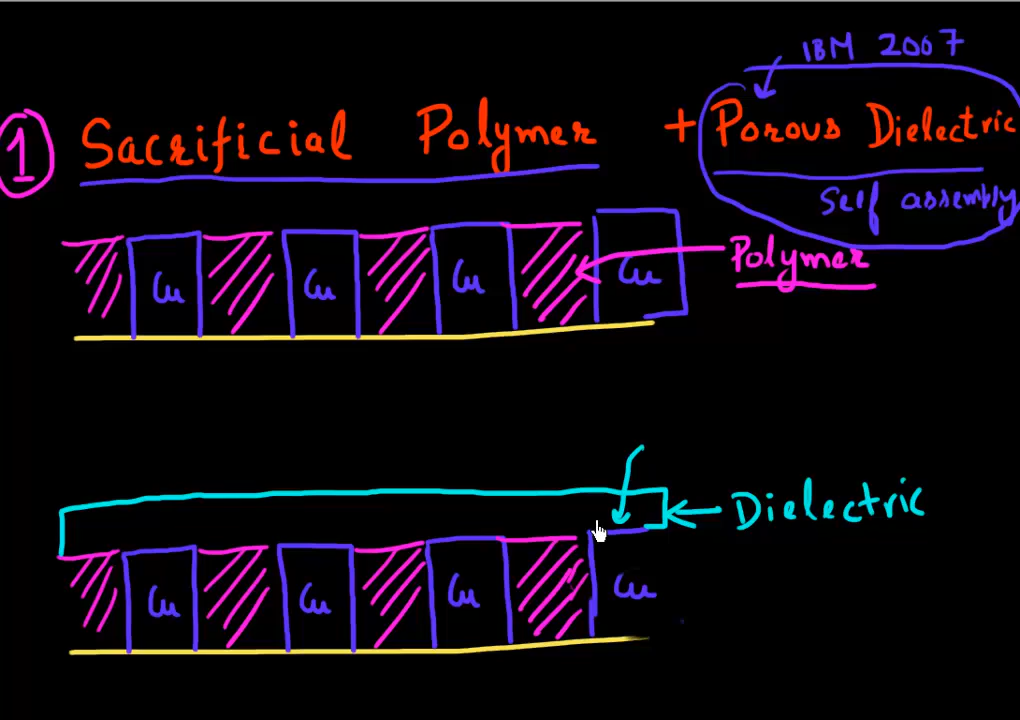 IBM 2007
1 Sacrificial Polymer + Porous Dielectric
Self assembly
Polymer
Cu Cu Cu Cu
Dielectric
Cu Cu Cu Cu